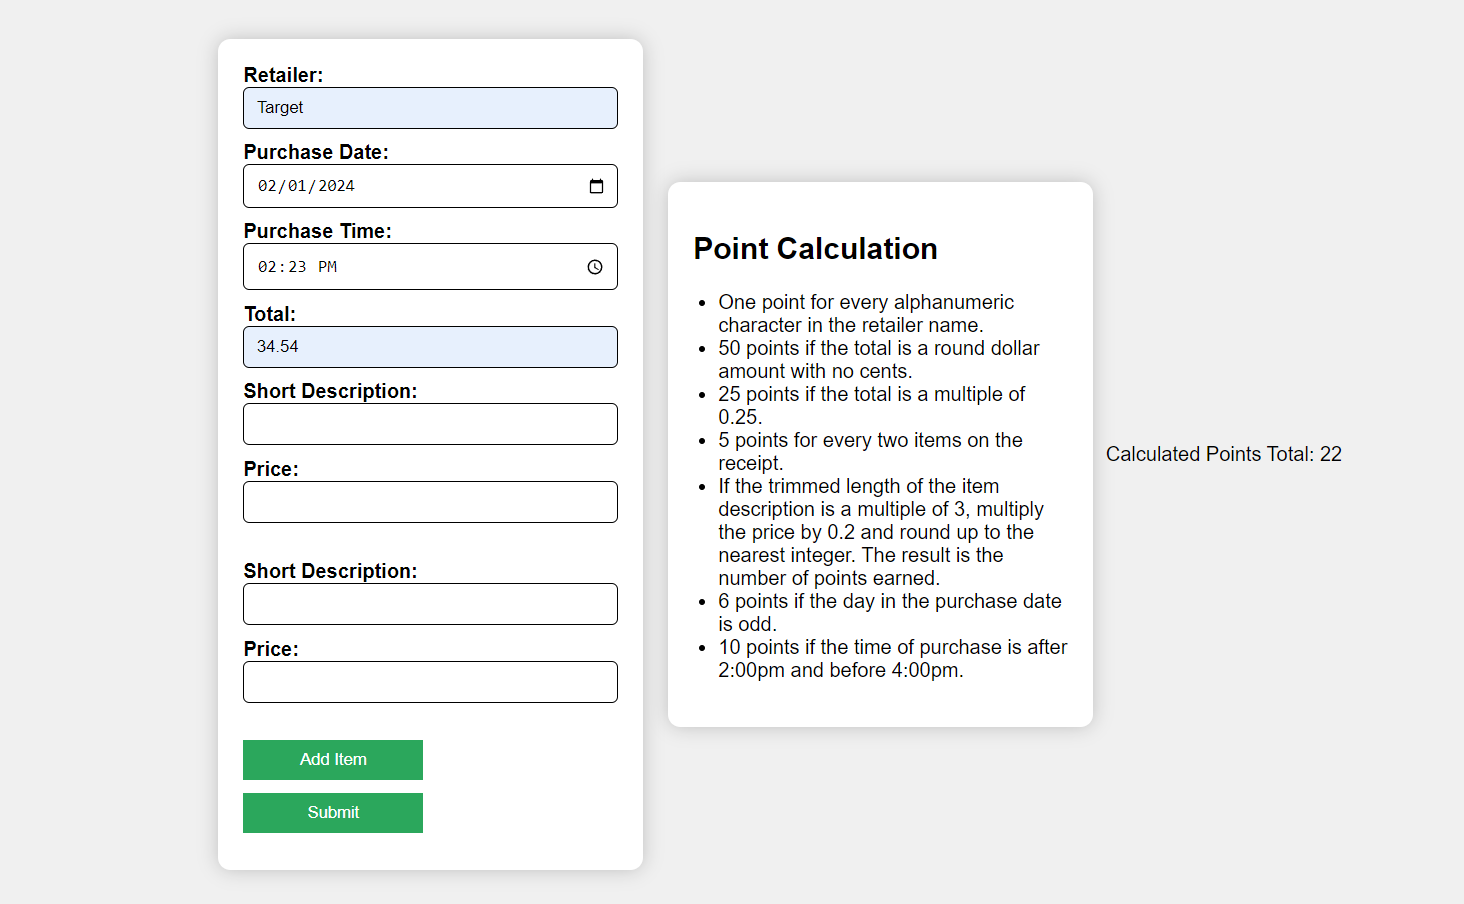 Retailer:
Target
Purchase Date:
02/01/2024
Purchase Time:
02:23 PM
Total:
34.54
Short Description:
Price:
Short Description:
Price:
Add Item
Submit
Point Calculation
• One point for every alphanumeric
character in the retailer name.
• 50 points if the total is a round dollar
amount with no cents.
• 25 points if the total is a multiple of
0.25.
• 5 points for every two items on the
receipt.
• If the trimmed length of the item
description is a multiple of 3, multiply
the price by 0.2 and round up to the
nearest integer. The result is the
number of points earned.
• 6 points if the day in the purchase date
is odd.
• 10 points if the time of purchase is after
2:00pm and before 4:00pm.
Calculated Points Total: 22